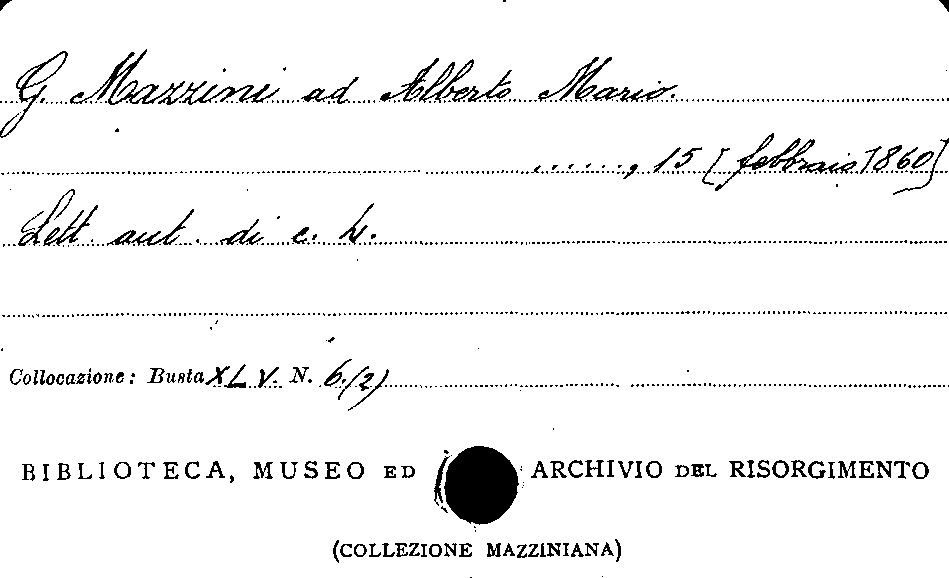 G. Mazzini ad Alberto Mario.
......, 15 [febbraio 1860]
Lett. aut. di c. 4.
Collocazione: Busta XLV. N. 6.(2)
BIBLIOTECA, MUSEO ED ARCHIVIO DEL RISORGIMENTO
(COLLEZIONE MAZZINIANA)